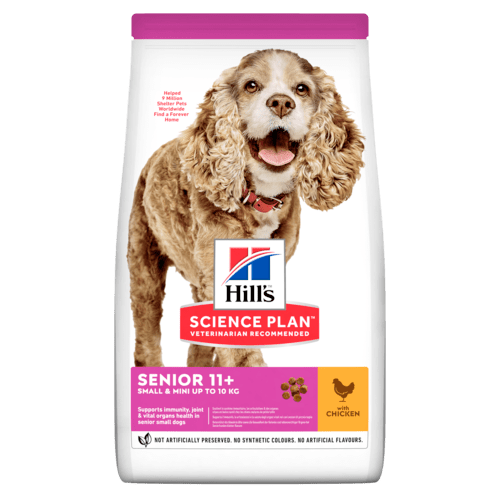 Helped
9 Million
Shelter Pets
Worldwide
Find a Forever
Home
Hill's™
SCIENCE PLAN™
VETERINARIAN RECOMMENDED
SENIOR 11+
SMALL & MINI UP TO 10 KG
with
CHICKEN
Supports immunity, joint
& vital organs health in
senior small dogs
NOT ARTIFICIALLY PRESERVED. NO SYNTHETIC COLOURS. NO ARTIFICIAL FLAVOURS.